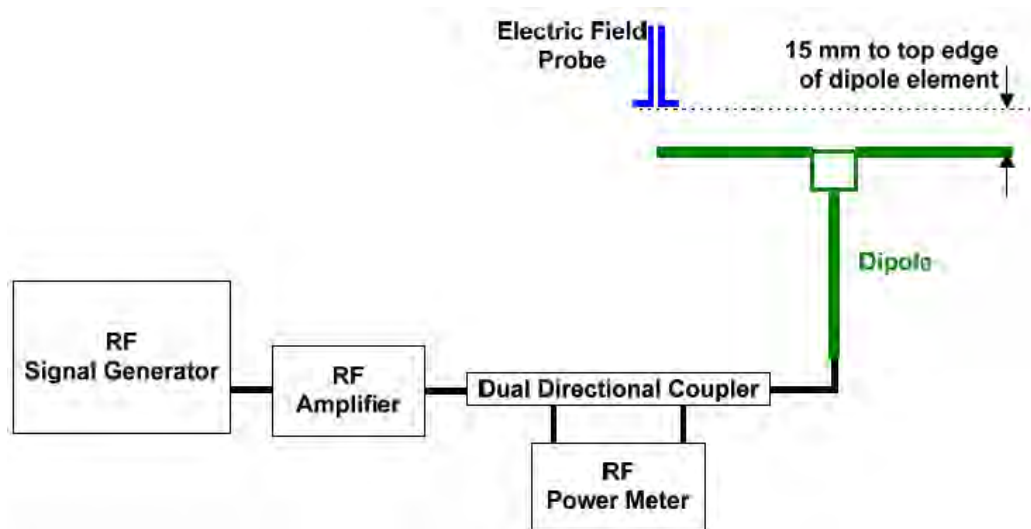 Electric Field
Probe
15 mm to top edge
of dipole element
Dipole
RF
Signal Generator
RF
Amplifier
Dual Directional Coupler
RF
Power Meter